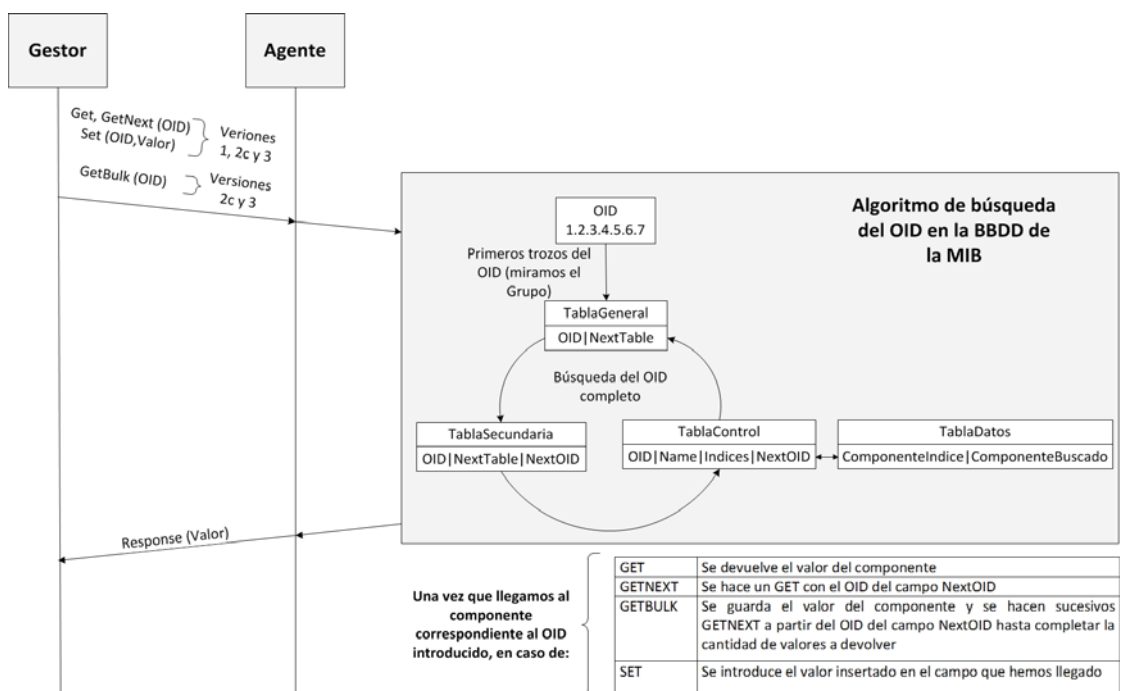 Gestor
Agente
Get, GetNext (OID)
Set (OID,Valor)
Veriones
1, 2c y 3
GetBulk (OID)
Versiones
2c y 3
Algoritmo de búsqueda
del OID en la BBDD de
la MIB
OID
1.2.3.4.5.6.7
Primeros trozos del
OID (miramos el
Grupo)
TablaGeneral
OID|NextTable
Búsqueda del OID
completo
TablaSecundaria
OID|NextTable|NextOID
TablaControl
OID|Name|Indices|NextOID
TablaDatos
ComponenteIndice|ComponenteBuscado
Response (Valor)
Una vez que llegamos al
componente
correspondiente al OID
introducido, en caso de:
GET Se devuelve el valor del componente
GETNEXT Se hace un GET con el OID del campo NextOID
GETBULK Se guarda el valor del componente y se hacen sucesivos
GETNEXT a partir del OID del campo NextOID hasta completar la
cantidad de valores a devolver
SET Se introduce el valor insertado en el campo que hemos llegado